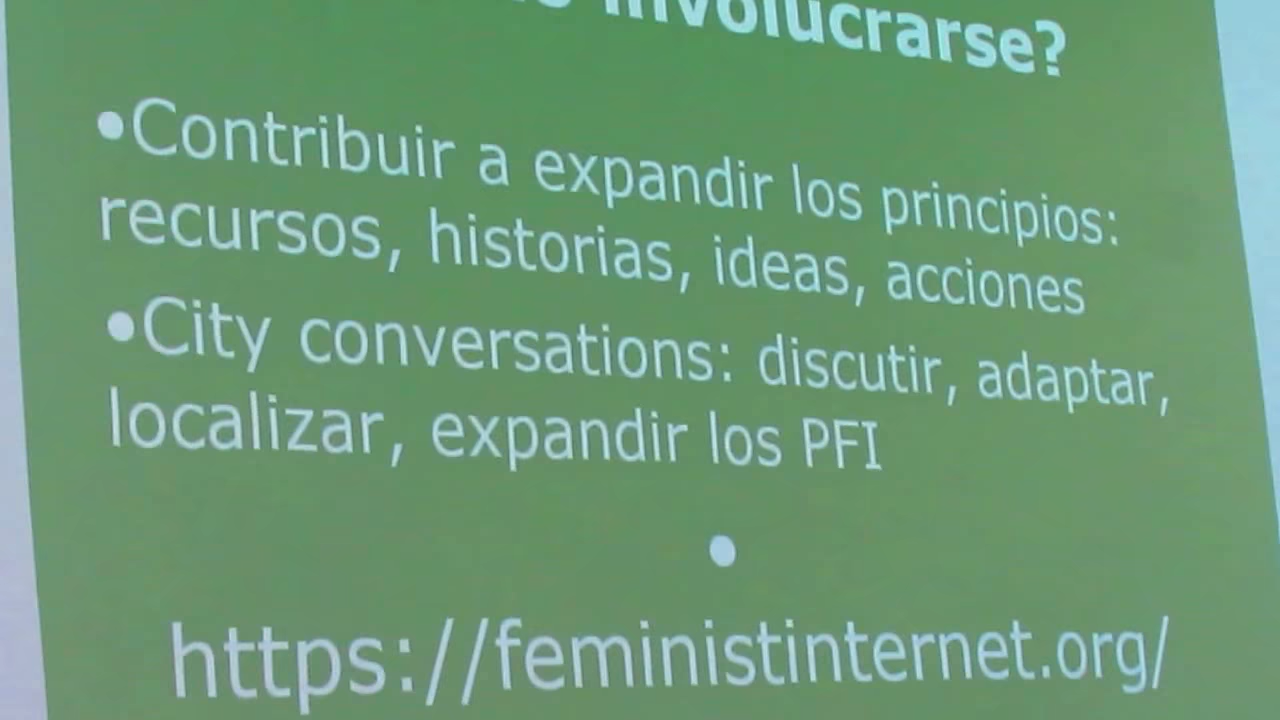 involucrarse?
•Contribuir a expandir los principios:
recursos, historias, ideas, acciones
•City conversations: discutir, adaptar,
localizar, expandir los PFI
•
https://feministinternet.org/